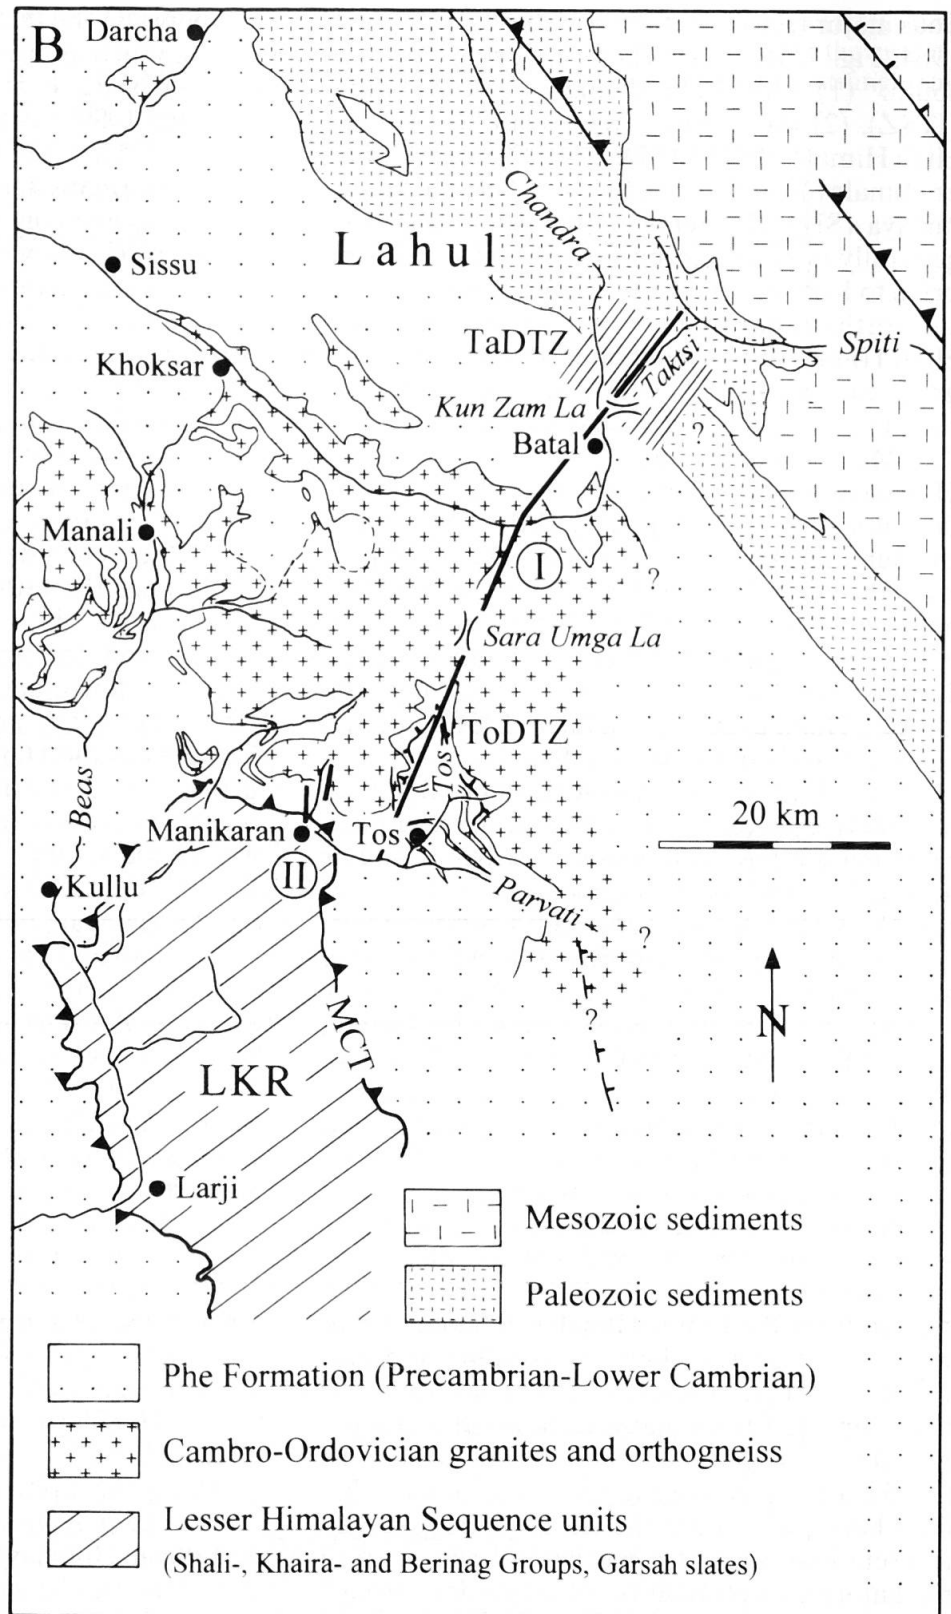 B
Darcha
Chandra
Lahul
Sissu
TaDTZ
Taktsi
Spiti
Khoksar
Kun Zam La
?
Batal
Manali
I
?
Sara Umga La
ToDTZ
Tos
Beas
20 km
Manikaran
Tos
II
Kullu
Parvati
?
N
?
MCT
LKR
Larji
Mesozoic sediments
Paleozoic sediments
Phe Formation (Precambrian-Lower Cambrian)
Cambro-Ordovician granites and orthogneiss
Lesser Himalayan Sequence units
(Shali-, Khaira- and Berinag Groups, Garsah slates)